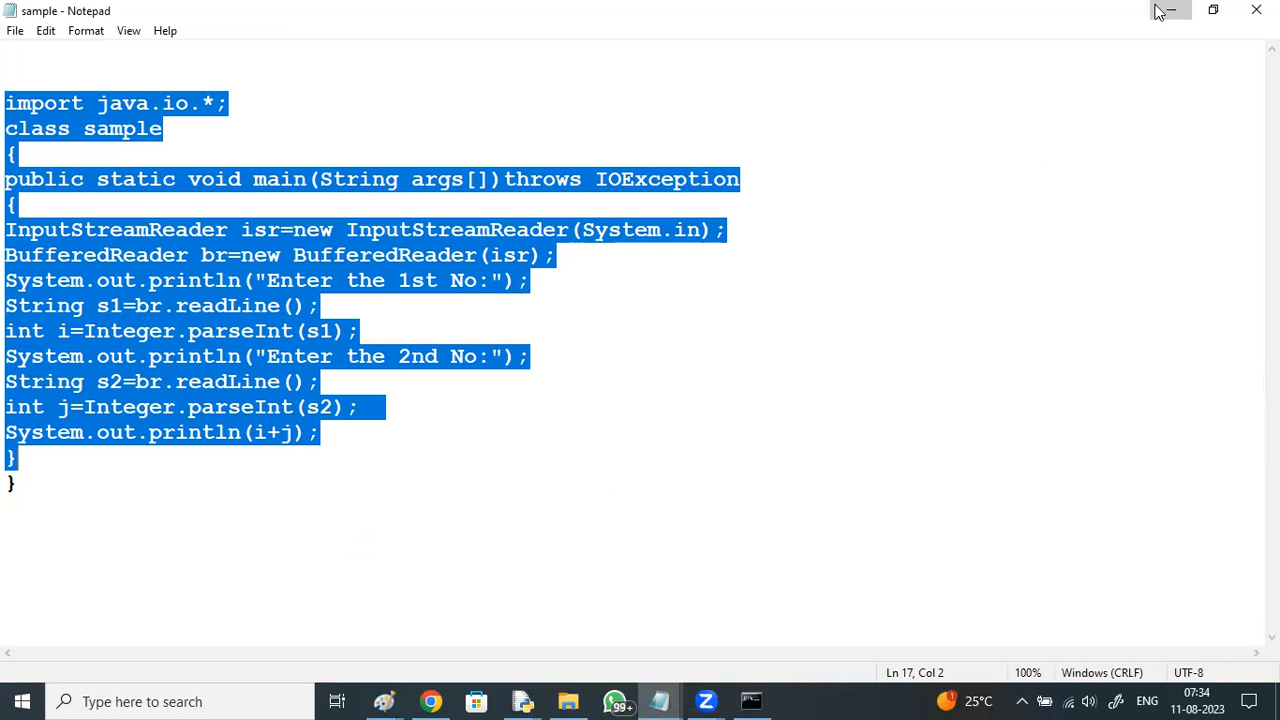 sample - Notepad
File Edit Format View Help
import java.io.*;
class sample
{
public static void main(String args[])throws IOException
{
InputStreamReader isr=new InputStreamReader(System.in);
BufferedReader br=new BufferedReader(isr);
System.out.println("Enter the 1st No:");
String s1=br.readLine();
int i=Integer.parseInt(s1);
System.out.println("Enter the 2nd No:");
String s2=br.readLine();
int j=Integer.parseInt(s2);
System.out.println(i+j);
}
}
Ln 17, Col 2 100% Windows (CRLF) UTF-8
Type here to search 99+ 1 25°C ENG 07:34
11-08-2023